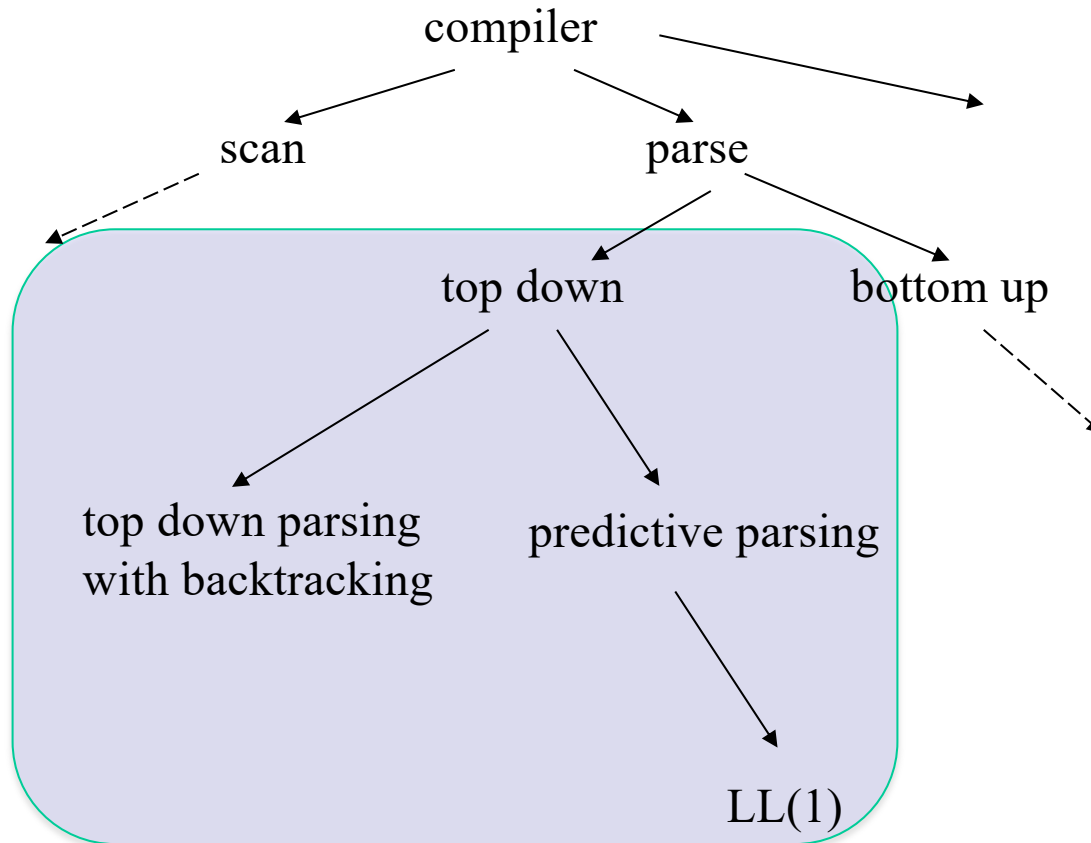 compiler
scan
parse
top down
bottom up
top down parsing
with backtracking
predictive parsing
LL(1)